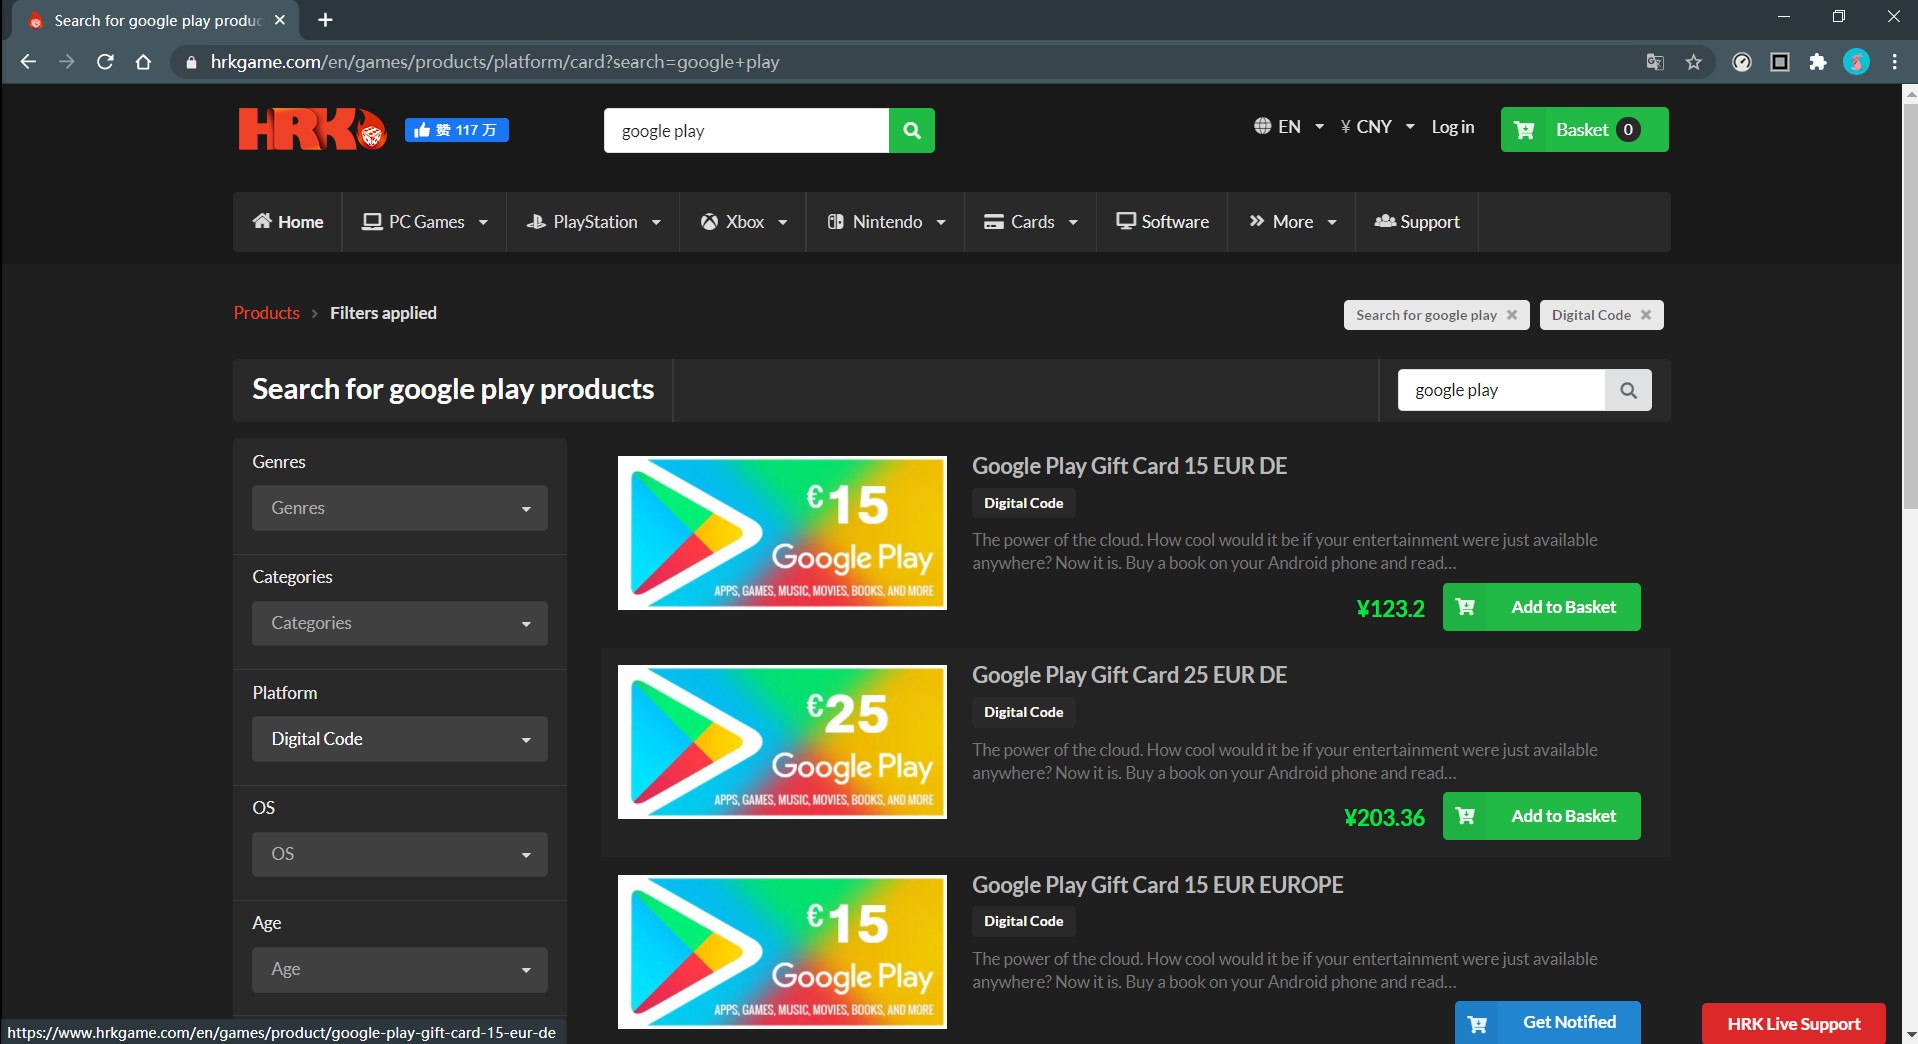 Search for google play produc
hrkgame.com/en/games/products/platform/card?search=google+play
HRK
赞 117 万
google play
EN
¥ CNY
Log in
Basket 0
Home
PC Games
PlayStation
Xbox
Nintendo
Cards
Software
More
Support
Products
Filters applied
Search for google play
Digital Code
Search for google play products
google play
Genres
Genres
Categories
Categories
Platform
Digital Code
OS
OS
Age
Age
€15
Google Play
APPS, GAMES, MUSIC, MOVIES, BOOKS, AND MORE
Google Play Gift Card 15 EUR DE
Digital Code
The power of the cloud. How cool would it be if your entertainment were just available
anywhere? Now it is. Buy a book on your Android phone and read...
¥123.2
Add to Basket
€25
Google Play
APPS, GAMES, MUSIC, MOVIES, BOOKS, AND MORE
Google Play Gift Card 25 EUR DE
Digital Code
The power of the cloud. How cool would it be if your entertainment were just available
anywhere? Now it is. Buy a book on your Android phone and read...
¥203.36
Add to Basket
€15
Google Play
APPS, GAMES, MUSIC, MOVIES, BOOKS, AND MORE
Google Play Gift Card 15 EUR EUROPE
Digital Code
The power of the cloud. How cool would it be if your entertainment were just available
anywhere? Now it is. Buy a book on your Android phone and read...
Get Notified
HRK Live Support
https://www.hrkgame.com/en/games/product/google-play-gift-card-15-eur-de